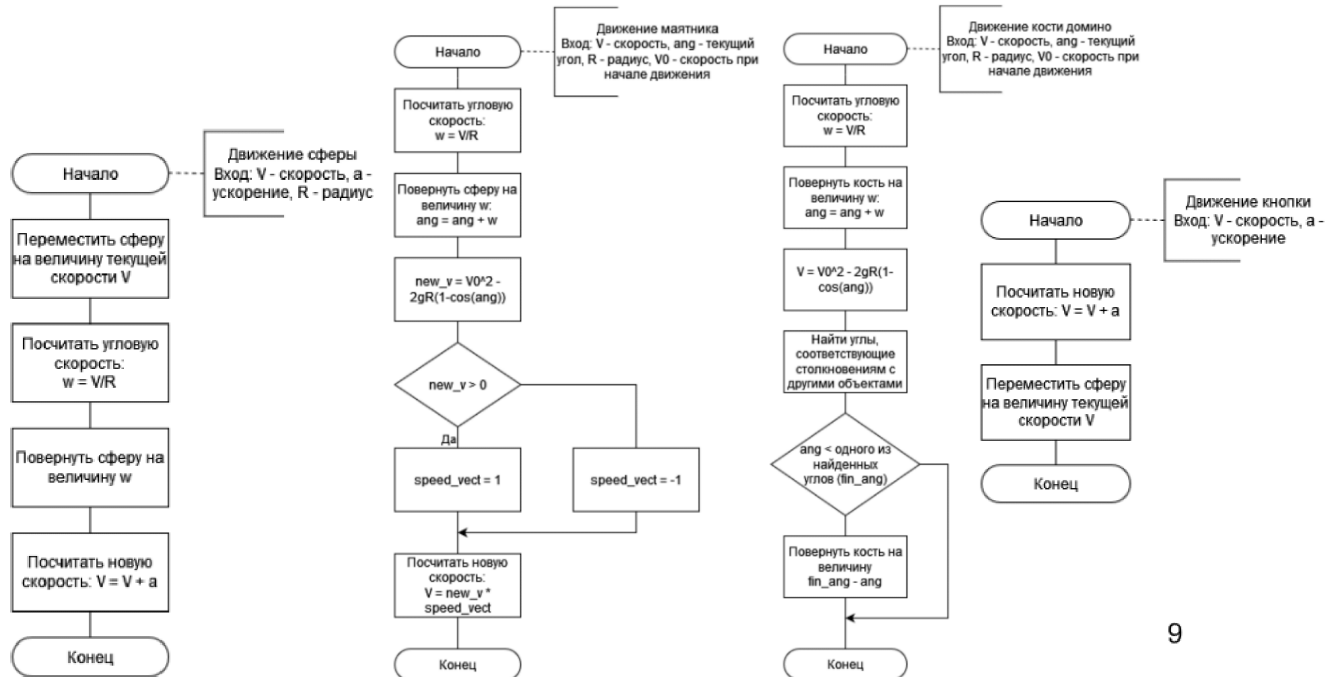 Начало
Движение сферы
Вход: V - скорость, а -
ускорение, R - радиус
Переместить сферу
на величину текущей
скорости V
Посчитать угловую
скорость:
w = V/R
Повернуть сферу на
величину w
Посчитать новую
скорость: V = V + a
Конец
Начало
Движение маятника
Вход: V - скорость, ang - текущий
угол, R - радиус, V0 - скорость при
начале движения
Посчитать угловую
скорость:
w = V/R
Повернуть сферу на
величину w:
ang = ang + w
new_v = V0^2 -
2gR(1-cos(ang))
new_v > 0
Да
speed_vect = 1
speed_vect = -1
Посчитать новую
скорость:
V = new_v *
speed_vect
Конец
Начало
Движение кости домино
Вход: V - скорость, ang - текущий
угол, R - радиус, V0 - скорость при
начале движения
Посчитать угловую
скорость:
w = V/R
Повернуть кость на
величину w:
ang = ang + w
V = V0^2 - 2gR(1-
cos(ang))
Найти углы,
соответствующие
столкновениям с
другими объектами
ang < одного из
найденных
углов (fin_ang)
Повернуть кость на
величину
fin_ang - ang
Конец
Начало
Движение кнопки
Вход: V - скорость, а -
ускорение
Посчитать новую
скорость: V = V + a
Переместить сферу
на величину текущей
скорости V
Конец
9